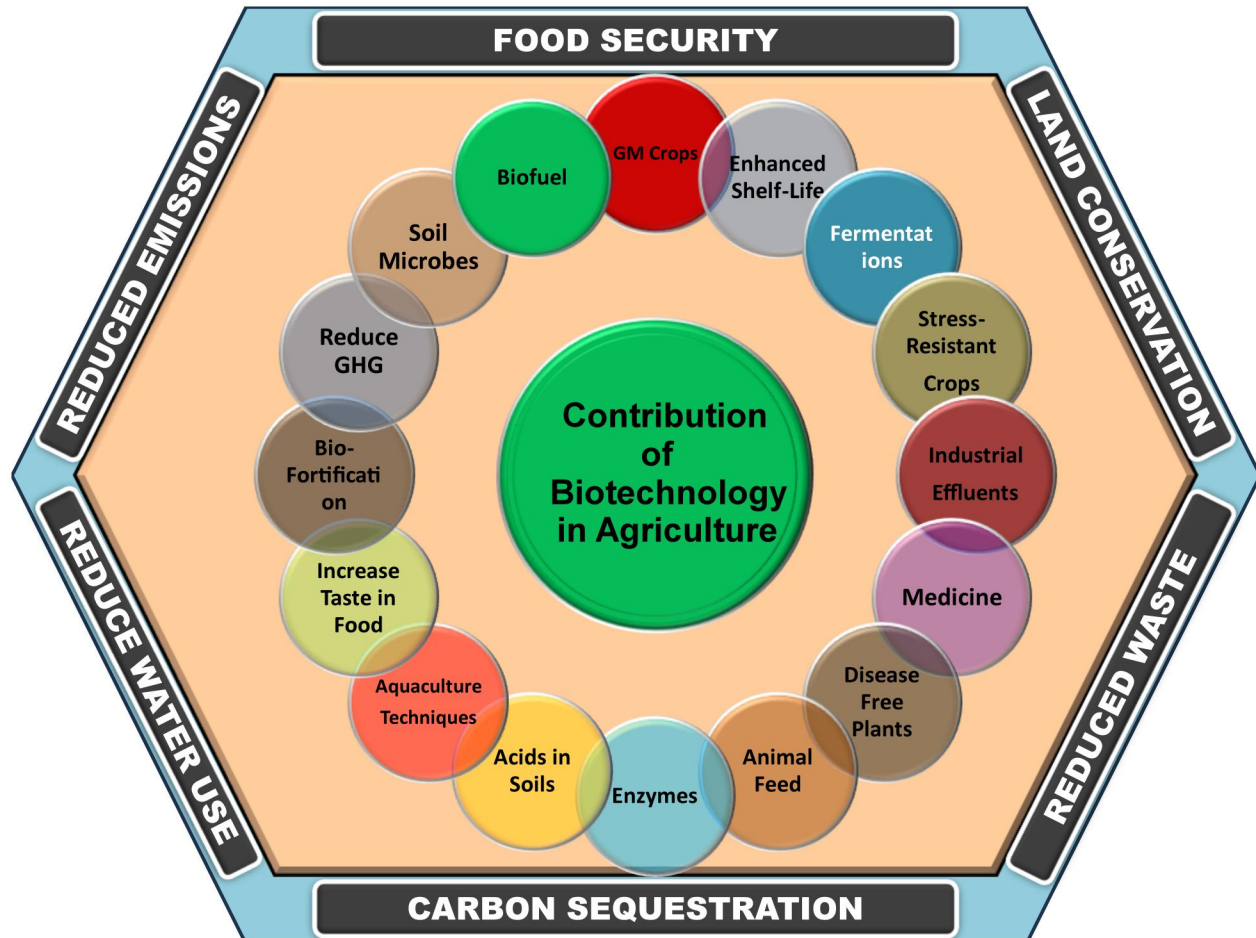 FOOD SECURITY
LAND CONSERVATION
REDUCED WASTE
CARBON SEQUESTRATION
REDUCE WATER USE
REDUCED EMISSIONS
GM Crops
Enhanced
Shelf-Life
Fermentat
ions
Stress-
Resistant
Crops
Industrial
Effluents
Medicine
Disease
Free
Plants
Animal
Feed
Enzymes
Acids in
Soils
Aquaculture
Techniques
Increase
Taste in
Food
Bio-
Fortificati
on
Reduce
GHG
Soil
Microbes
Biofuel
Contribution
of
Biotechnology
in Agriculture